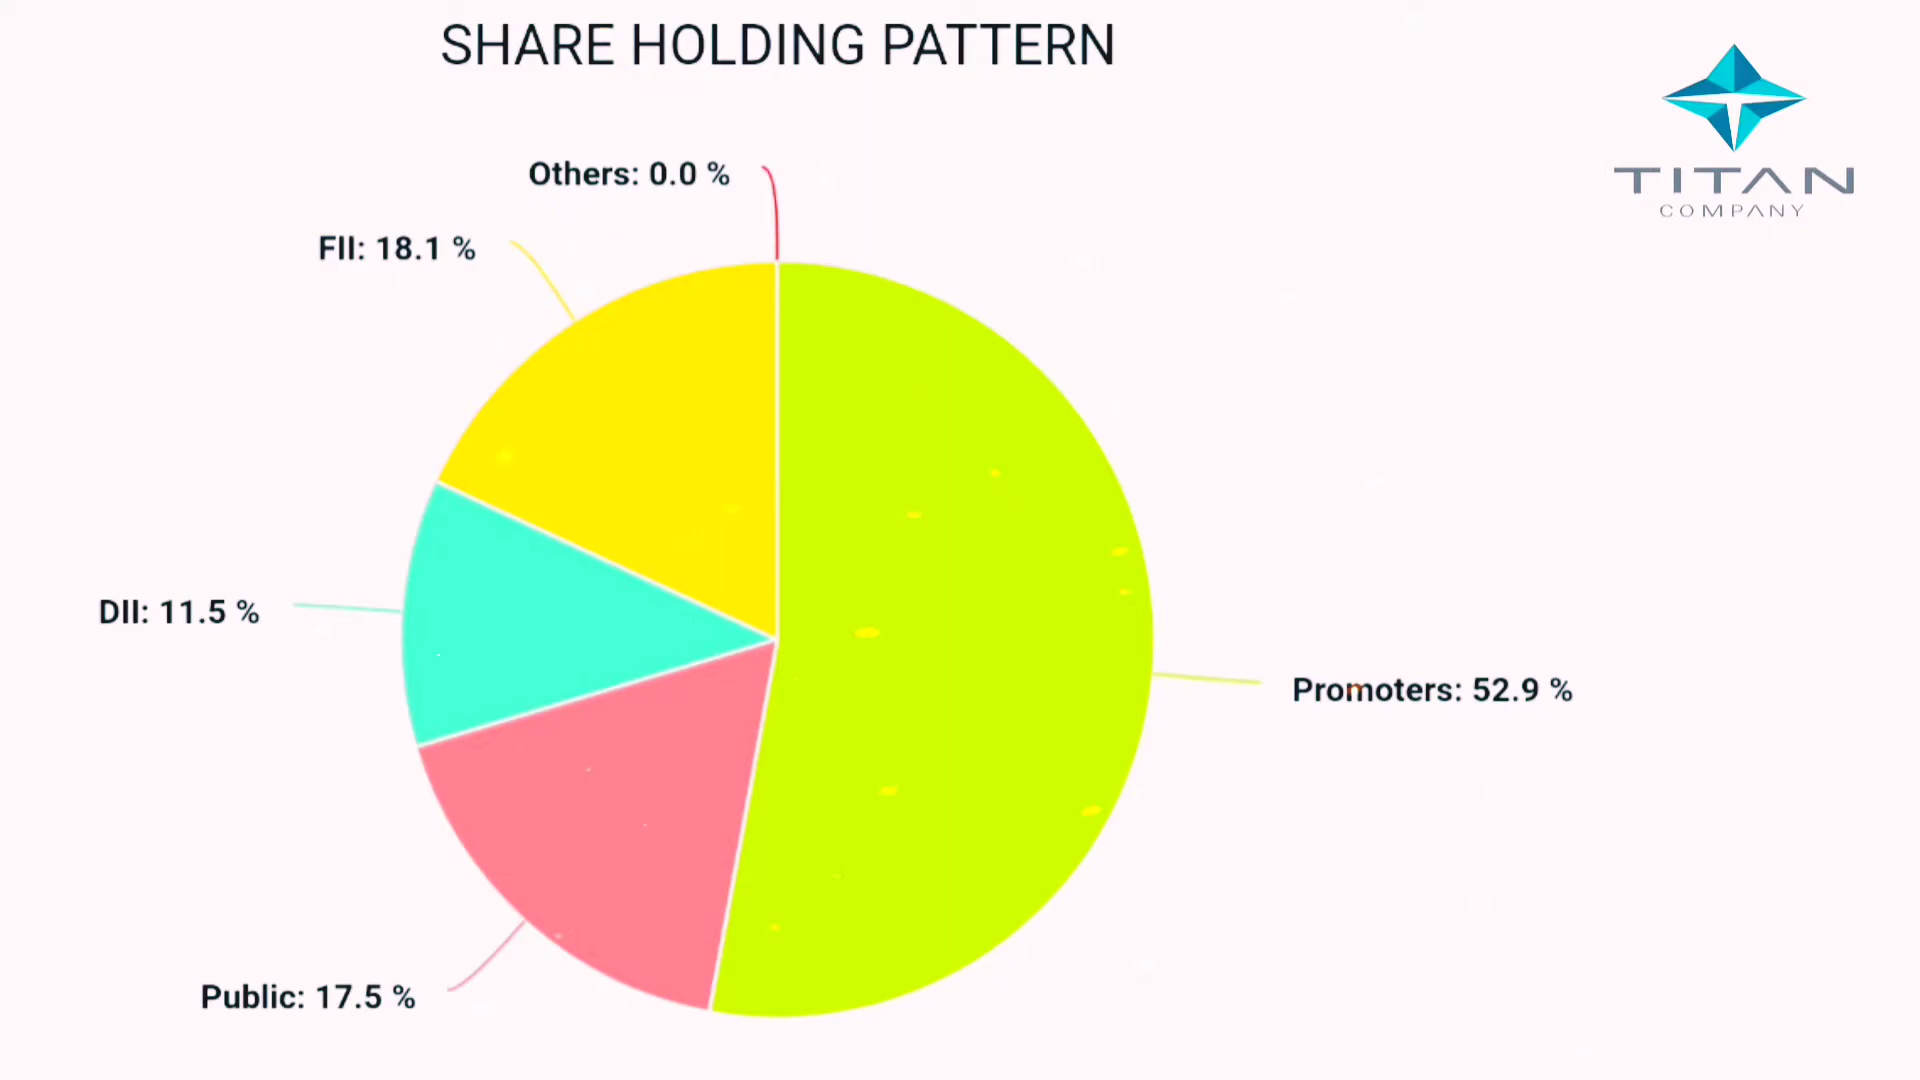 SHARE HOLDING PATTERN
TITAN
COMPANY
Others: 0.0 %
FII: 18.1 %
DII: 11.5 %
Promoters: 52.9 %
Public: 17.5 %